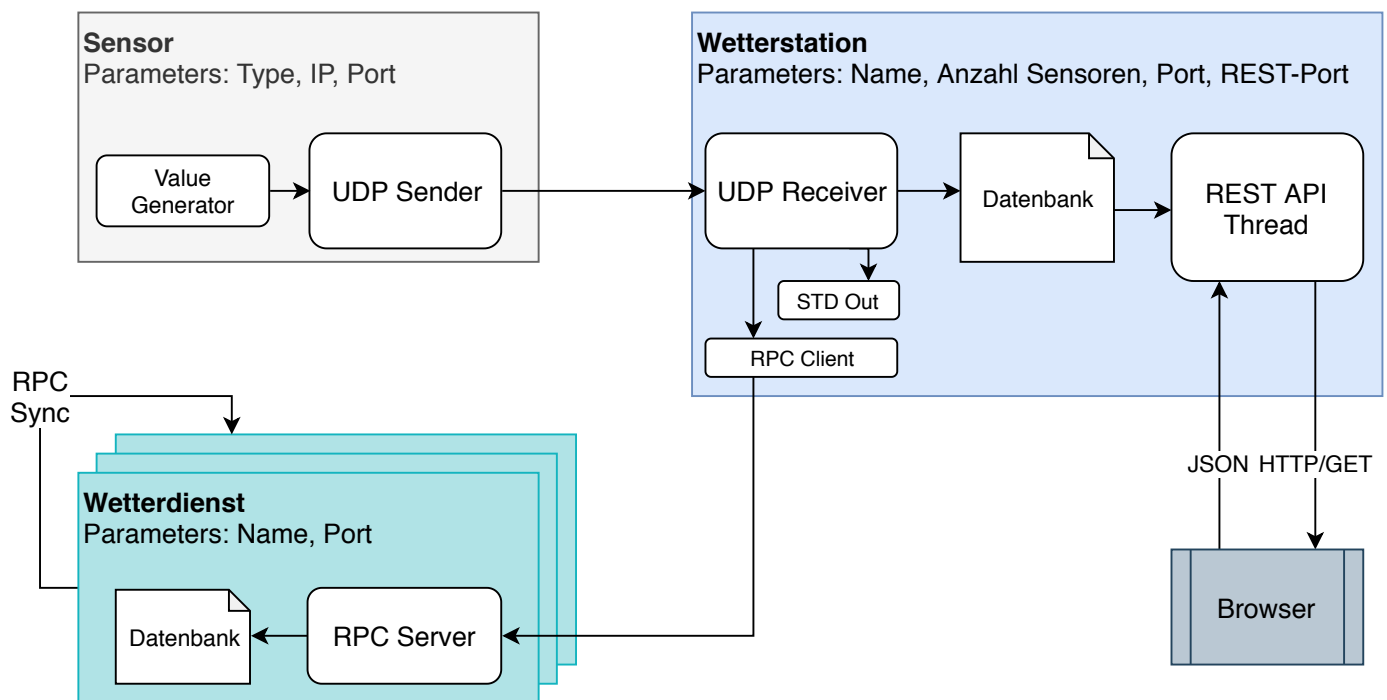 Sensor
Parameters: Type, IP, Port
Value
Generator
UDP Sender
Wetterstation
Parameters: Name, Anzahl Sensoren, Port, REST-Port
UDP Receiver
Datenbank
REST API
Thread
STD Out
RPC Client
RPC
Sync
JSON
HTTP/GET
Wetterdienst
Parameters: Name, Port
Datenbank
RPC Server
Browser